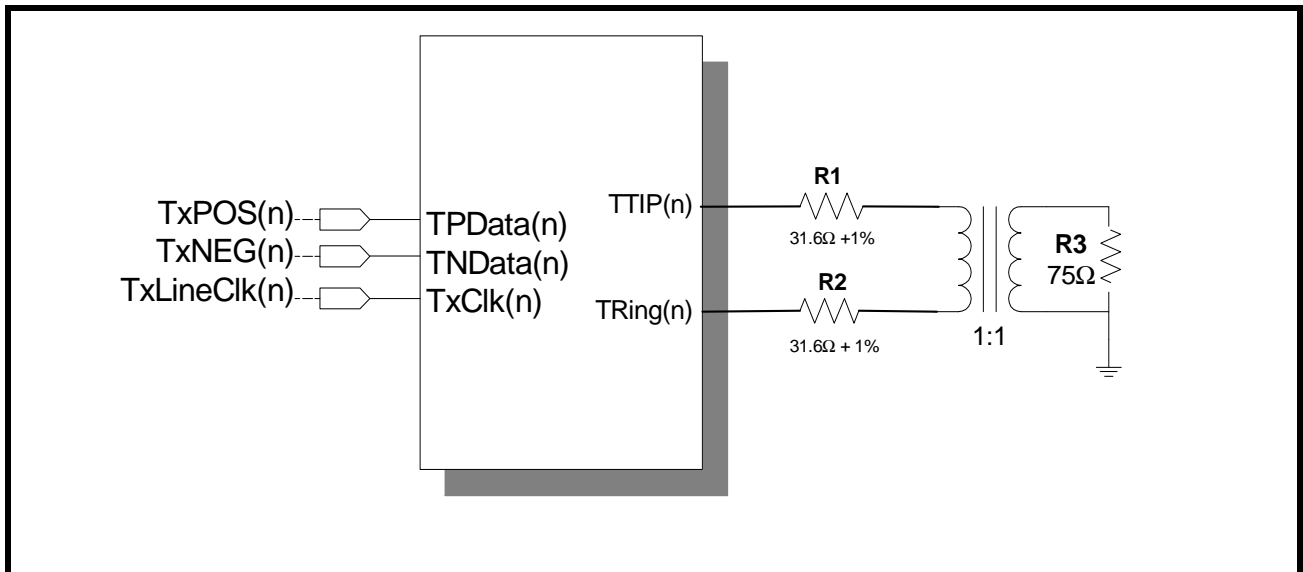 TxPOS(n)
TxNEG(n)
TxLineClk(n)
TPData(n)
TNData(n)
TxClk(n)
TTIP(n)
TRing(n)
R1
31.6Ω +1%
R2
31.6Ω + 1%
1:1
R3
75Ω